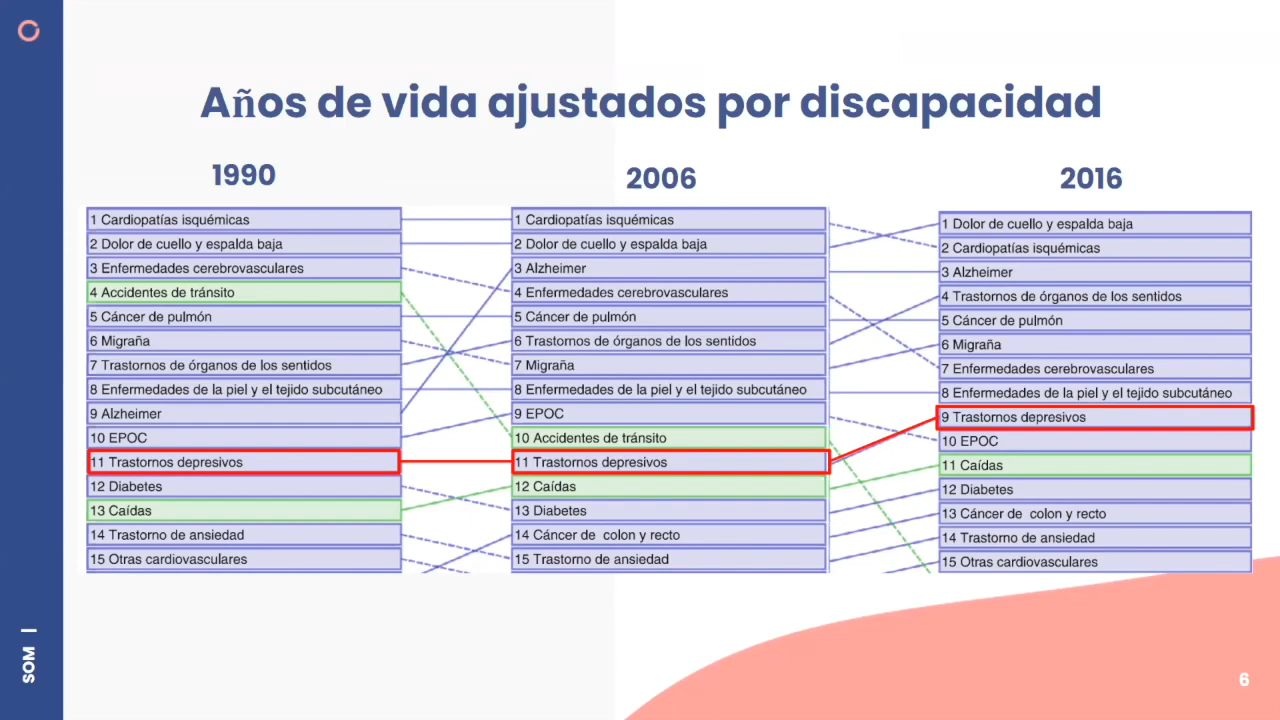 Años de vida ajustados por discapacidad
1990
2006
2016
1 Cardiopatías isquémicas
2 Dolor de cuello y espalda baja
3 Enfermedades cerebrovasculares
4 Accidentes de tránsito
5 Cáncer de pulmón
6 Migraña
7 Trastornos de órganos de los sentidos
8 Enfermedades de la piel y el tejido subcutáneo
9 Alzheimer
10 EPOC
11 Trastornos depresivos
12 Diabetes
13 Caídas
14 Trastorno de ansiedad
15 Otras cardiovasculares
1 Cardiopatías isquémicas
2 Dolor de cuello y espalda baja
3 Alzheimer
4 Enfermedades cerebrovasculares
5 Cáncer de pulmón
6 Trastornos de órganos de los sentidos
7 Migraña
8 Enfermedades de la piel y el tejido subcutáneo
9 EPOC
10 Accidentes de tránsito
11 Trastornos depresivos
12 Caídas
13 Diabetes
14 Cáncer de colon y recto
15 Trastorno de ansiedad
1 Dolor de cuello y espalda baja
2 Cardiopatías isquémicas
3 Alzheimer
4 Trastornos de órganos de los sentidos
5 Cáncer de pulmón
6 Migraña
7 Enfermedades cerebrovasculares
8 Enfermedades de la piel y el tejido subcutáneo
9 Trastornos depresivos
10 EPOC
11 Caídas
12 Diabetes
13 Cáncer de colon y recto
14 Trastorno de ansiedad
15 Otras cardiovasculares
SOM |
6